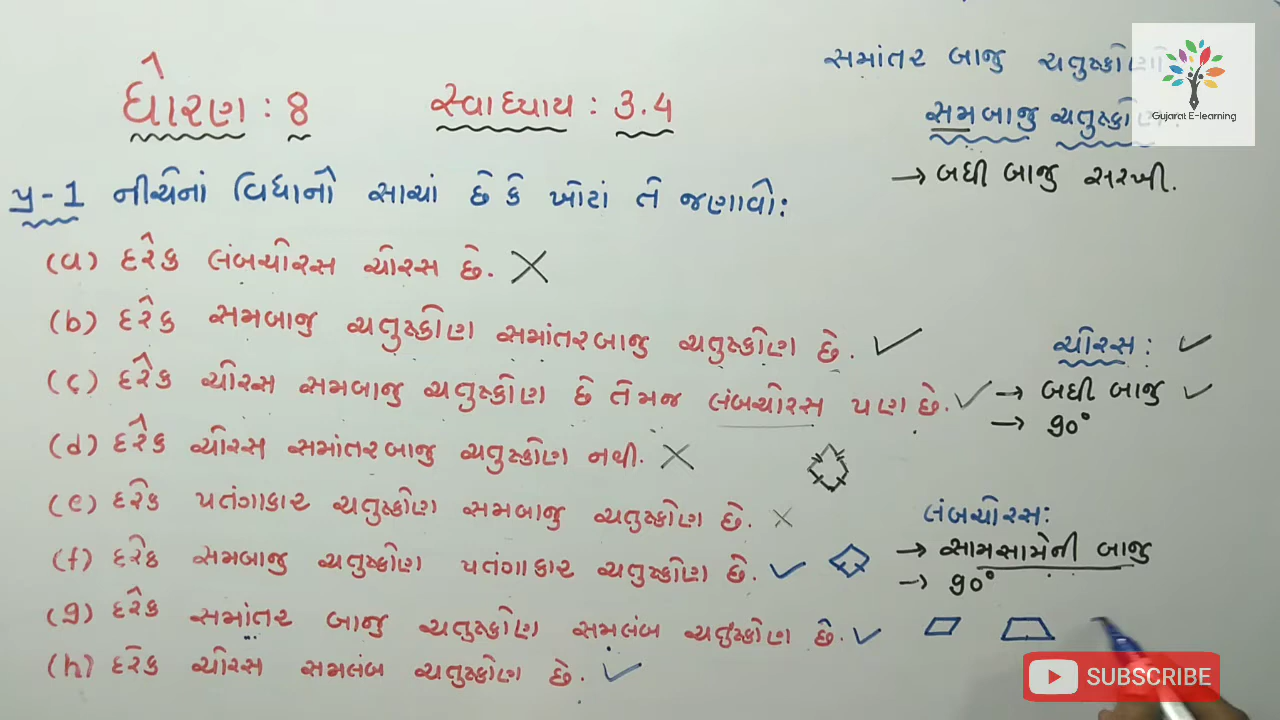 ધોરણ : 8 સ્વાધ્યાય : 3.4
પ્ર - 1 નીચેનાં વિધાનો સાચાં છે કે ખોટાં તે જણાવો :
(a) દરેક લંબચોરસ ચોરસ છે.
(b) દરેક સમબાજુ ચતુષ્કોણ સમાંતરબાજુ ચતુષ્કોણ છે.
(c) દરેક ચોરસ સમબાજુ ચતુષ્કોણ છે તેમજ લંબચોરસ પણ છે.
(d) દરેક ચોરસ સમાંતરબાજુ ચતુષ્કોણ નથી.
(e) દરેક પતંગાકાર ચતુષ્કોણ સમબાજુ ચતુષ્કોણ છે.
(f) દરેક સમબાજુ ચતુષ્કોણ પતંગાકાર ચતુષ્કોણ છે.
(g) દરેક સમાંતર બાજુ ચતુષ્કોણ સમલંબ ચતુષ્કોણ છે.
(h) દરેક ચોરસ સમલંબ ચતુષ્કોણ છે.
સમાંતર બાજુ
સમબાજુ ચતુષ્કોણ
→ બધી બાજુ સરખી.
ચોરસ :
→ બધી બાજુ
→ ૯૦°
લંબચોરસ :
→ સામસામેની બાજુ
→ ૯૦°
Gujarat E-learning
SUBSCRIBE